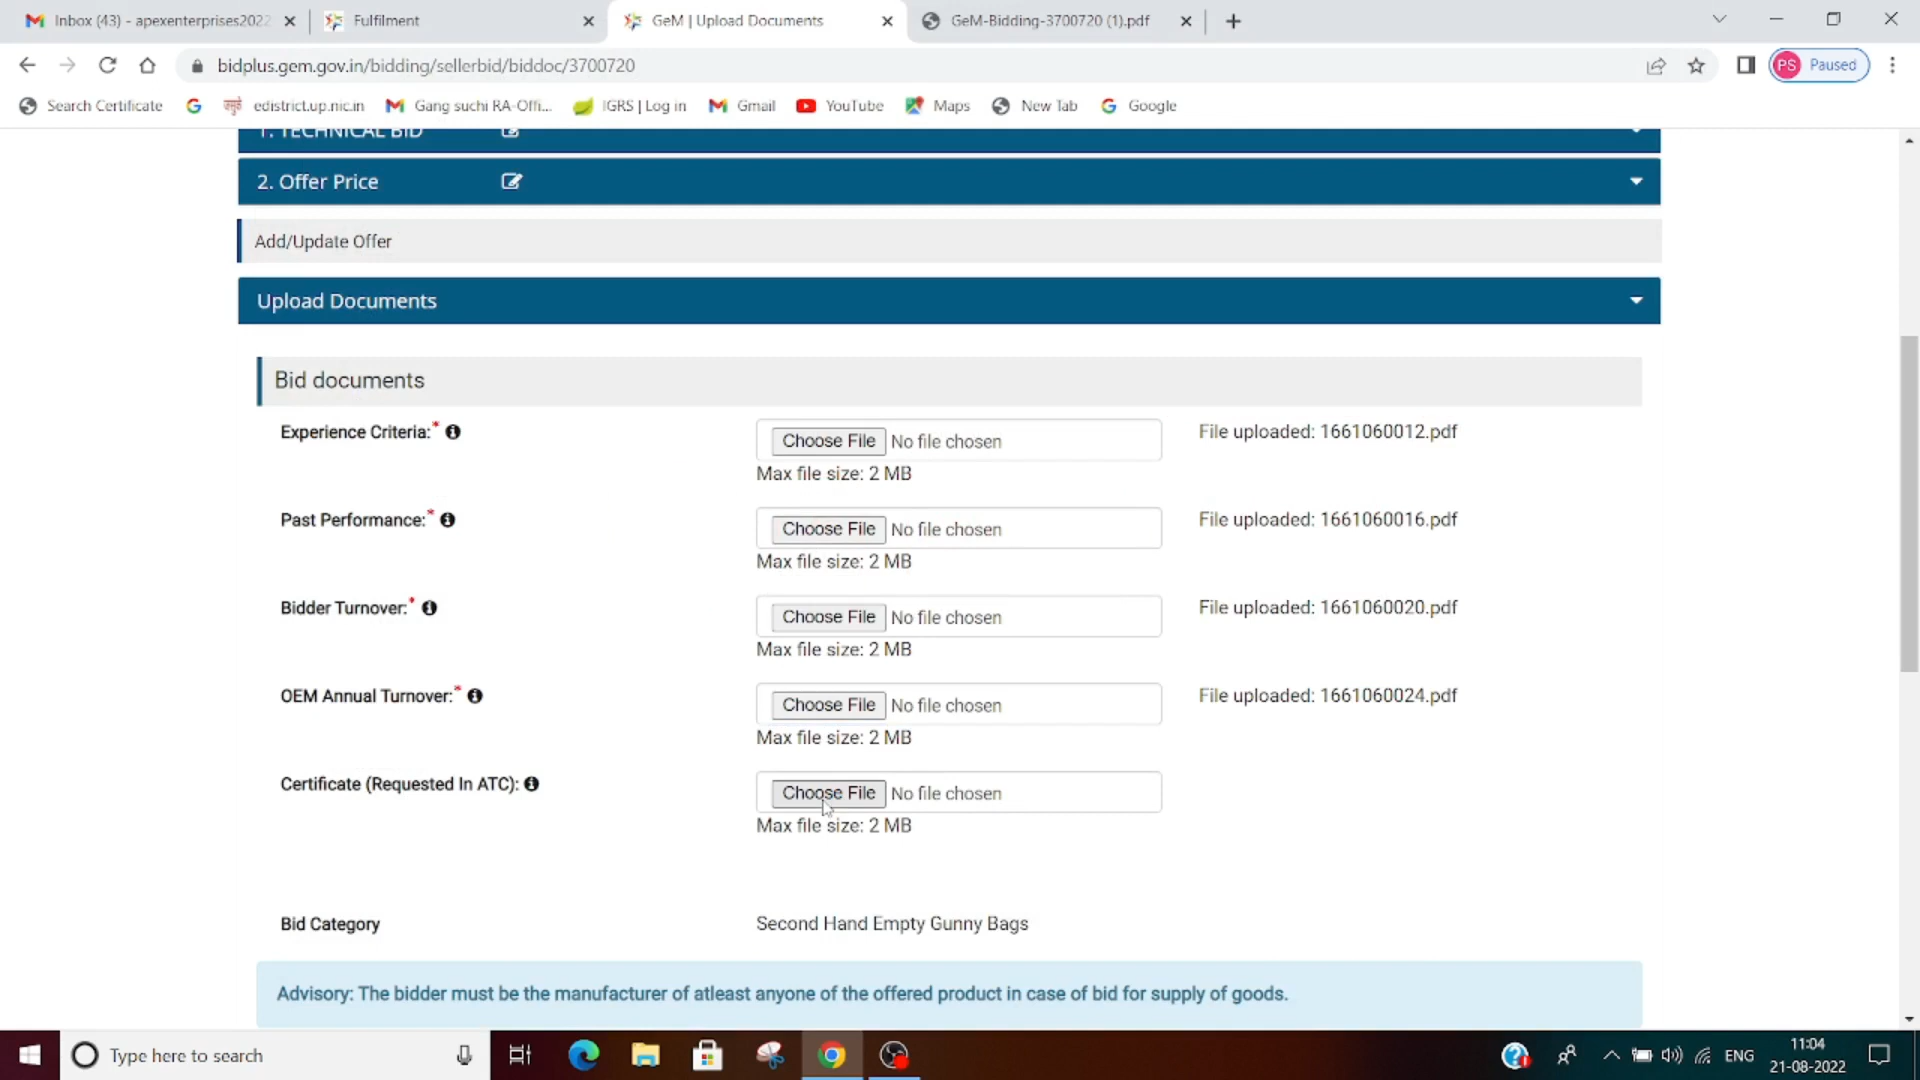 Inbox (43) - apexenterprises2022
Fulfilment
GeM | Upload Documents
GeM-Bidding-3700720 (1).pdf
bidplus.gem.gov.in/bidding/sellerbid/biddoc/3700720
PS Paused
Search Certificate
edistrict.up.nic.in
Gang suchi RA-Offi...
IGRS | Log in
Gmail
YouTube
Maps
New Tab
Google
1. TECHNICAL BID
2. Offer Price
Add/Update Offer
Upload Documents
Bid documents
Experience Criteria:*
Choose File No file chosen
File uploaded: 1661060012.pdf
Max file size: 2 MB
Past Performance:*
Choose File No file chosen
File uploaded: 1661060016.pdf
Max file size: 2 MB
Bidder Turnover:*
Choose File No file chosen
File uploaded: 1661060020.pdf
Max file size: 2 MB
OEM Annual Turnover:*
Choose File No file chosen
File uploaded: 1661060024.pdf
Max file size: 2 MB
Certificate (Requested In ATC):
Choose File No file chosen
Max file size: 2 MB
Bid Category
Second Hand Empty Gunny Bags
Advisory: The bidder must be the manufacturer of atleast anyone of the offered product in case of bid for supply of goods.
Type here to search
ENG
11:04
21-08-2022